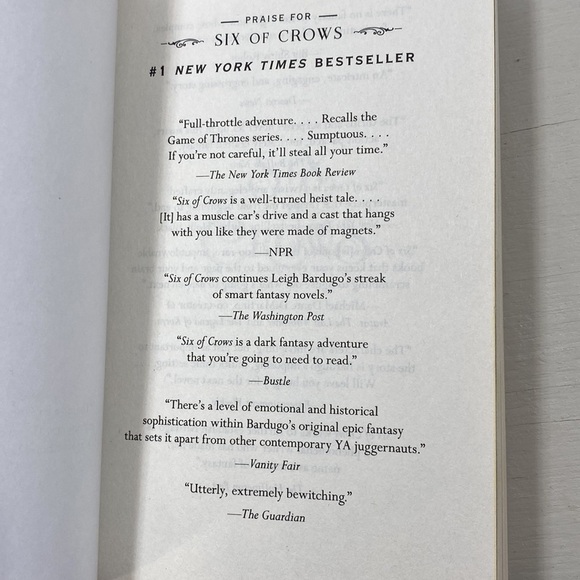 PRAISE FOR
SIX OF CROWS
#1 NEW YORK TIMES BESTSELLER
“Full-throttle adventure. . . . Recalls the
Game of Thrones series. . . . Sumptuous. . . .
If you’re not careful, it’ll steal all your time.”
—The New York Times Book Review
“Six of Crows is a well-turned heist tale. . . .
[It] has a muscle car’s drive and a cast that hangs
with you like they were made of magnets.”
—NPR
“Six of Crows continues Leigh Bardugo’s streak
of smart fantasy novels.”
—The Washington Post
“Six of Crows is a dark fantasy adventure
that you’re going to need to read.”
—Bustle
“There’s a level of emotional and historical
sophistication within Bardugo’s original epic fantasy
that sets it apart from other contemporary YA juggernauts.”
—Vanity Fair
“Utterly, extremely bewitching.”
—The Guardian